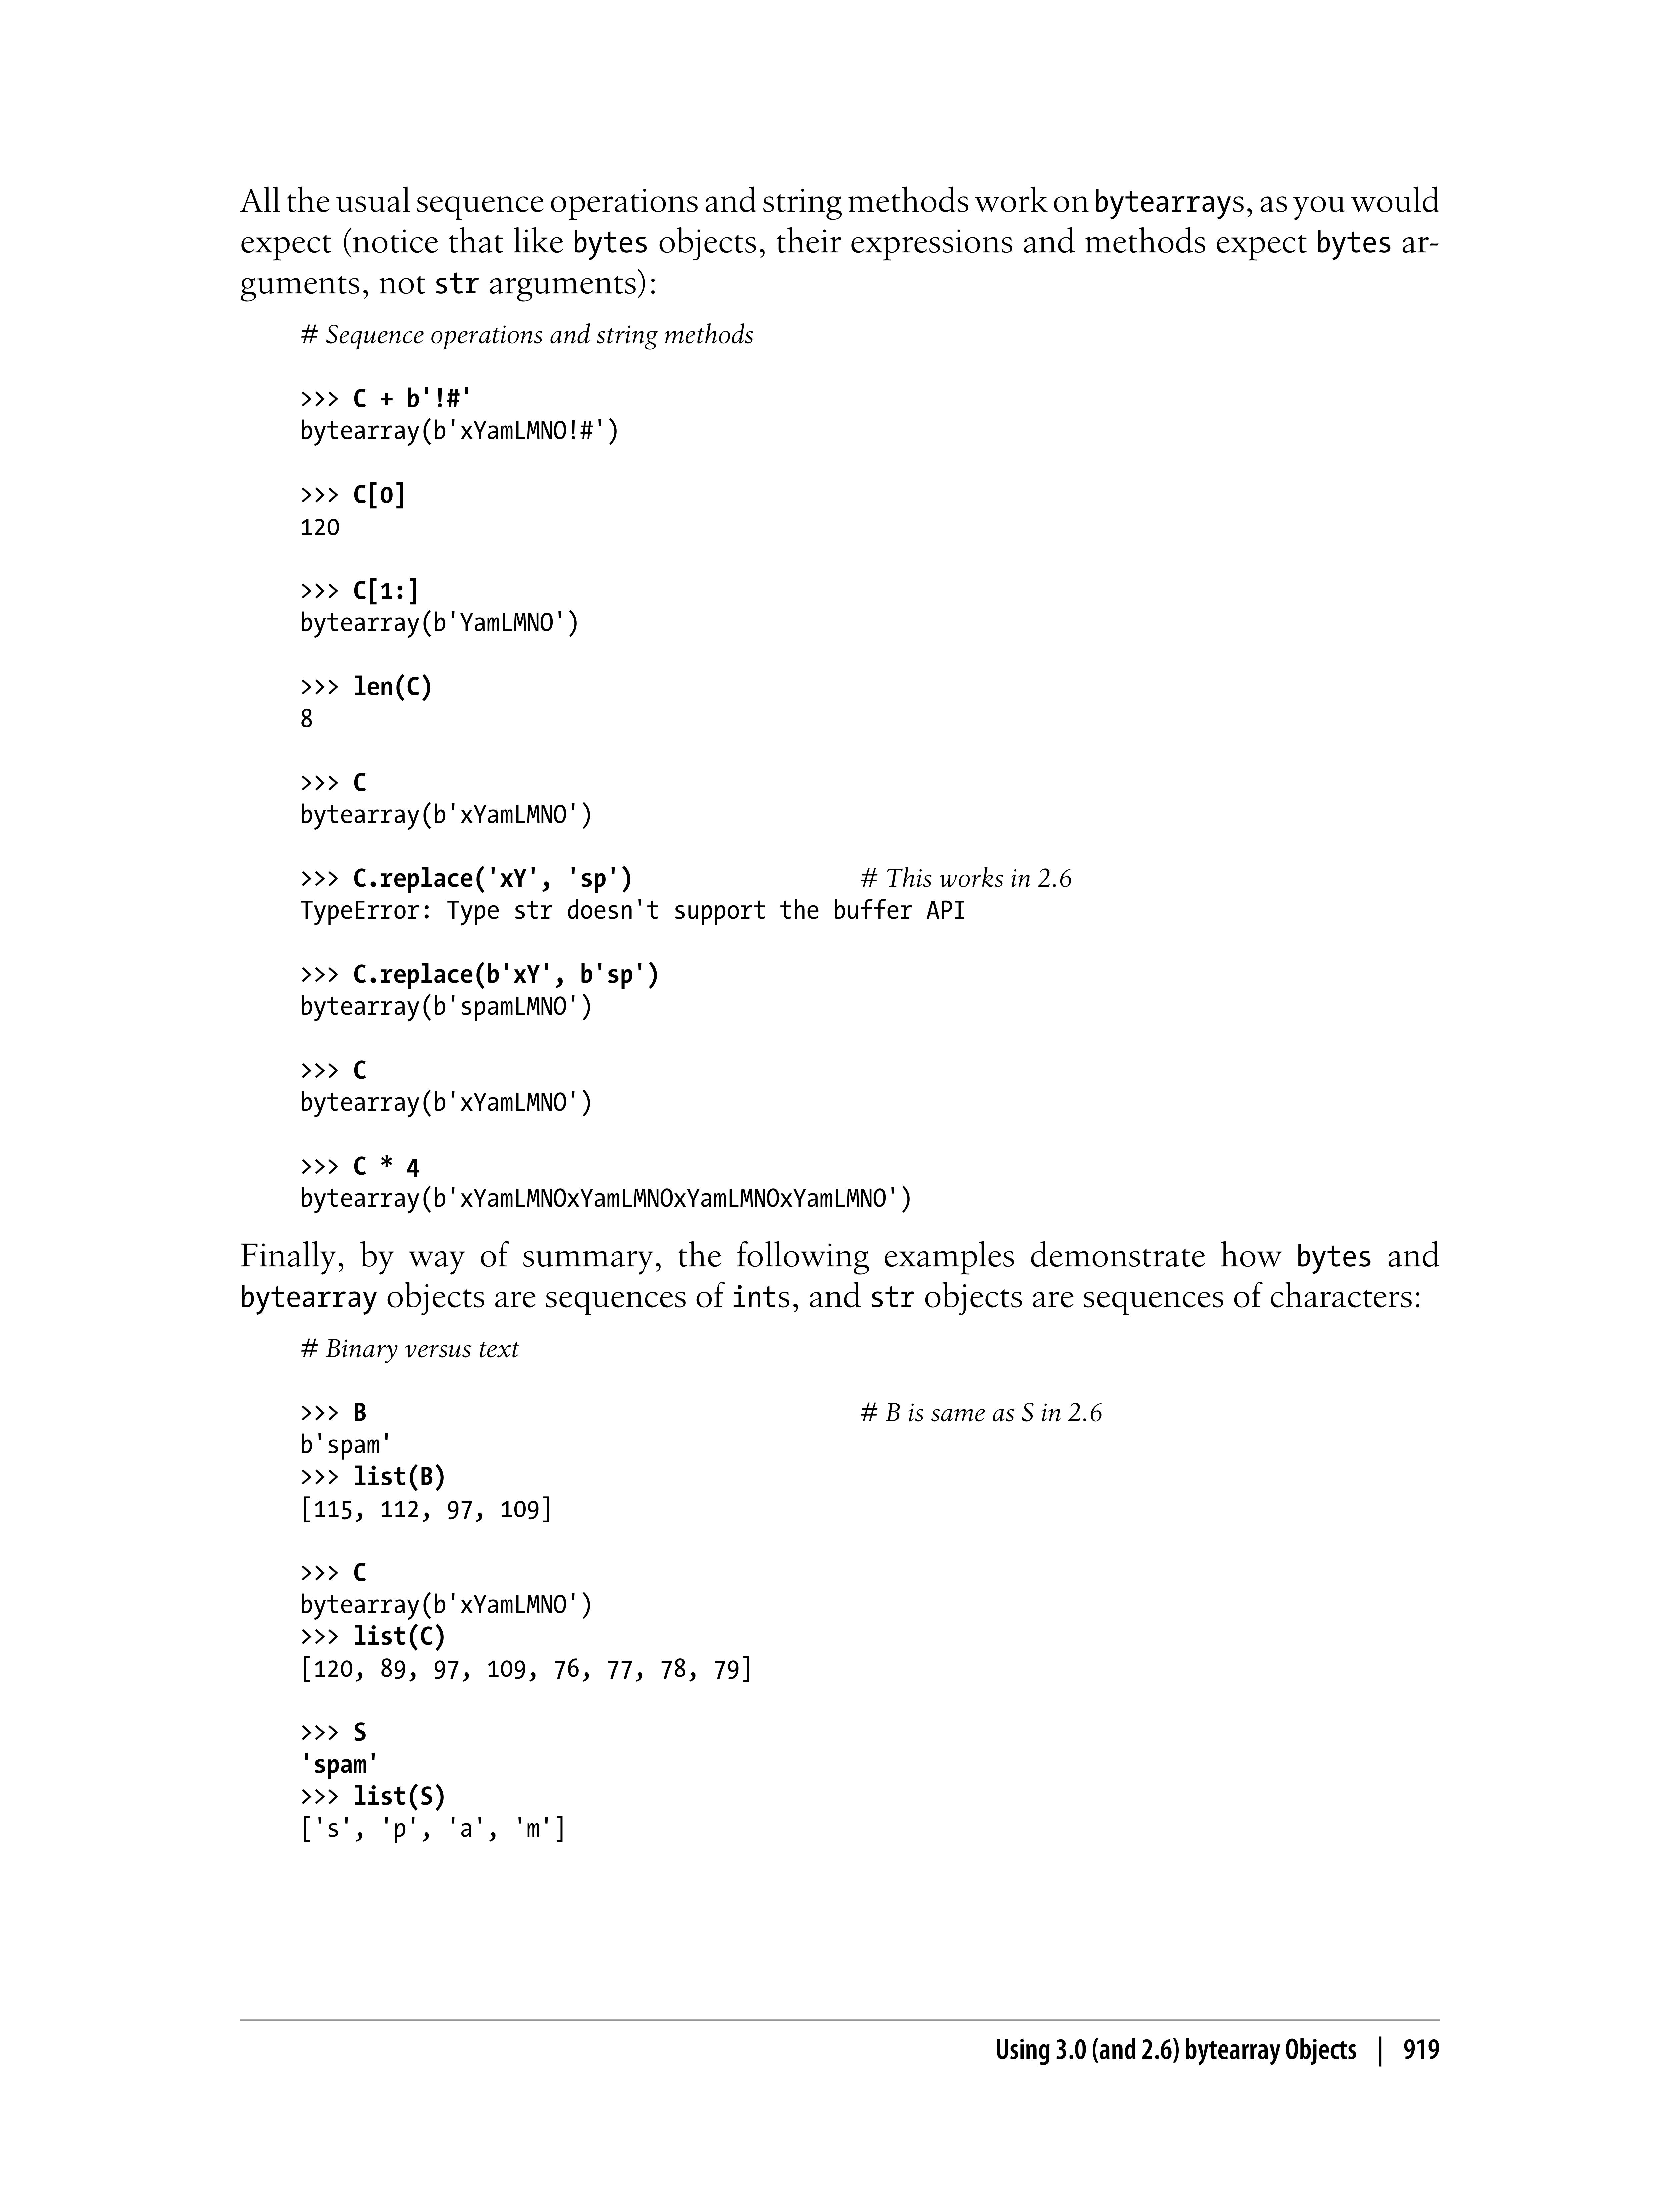 All the usual sequence operations and string methods work on bytearrays, as you would
expect (notice that like bytes objects, their expressions and methods expect bytes ar-
guments, not str arguments):
# Sequence operations and string methods
>>> C + b'!#'
bytearray(b'xYamLMNO!#')
>>> C[0]
120
>>> C[1:]
bytearray(b'YamLMNO')
>>> len(C)
8
>>> C
bytearray(b'xYamLMNO')
>>> C.replace('xY', 'sp') # This works in 2.6
TypeError: Type str doesn't support the buffer API
>>> C.replace(b'xY', b'sp')
bytearray(b'spamLMNO')
>>> C
bytearray(b'xYamLMNO')
>>> C * 4
bytearray(b'xYamLMNOxYamLMNOxYamLMNOxYamLMNO')
Finally, by way of summary, the following examples demonstrate how bytes and
bytearray objects are sequences of ints, and str objects are sequences of characters:
# Binary versus text
>>> B # B is same as S in 2.6
b'spam'
>>> list(B)
[115, 112, 97, 109]
>>> C
bytearray(b'xYamLMNO')
>>> list(C)
[120, 89, 97, 109, 76, 77, 78, 79]
>>> S
'spam'
>>> list(S)
['s', 'p', 'a', 'm']
Using 3.0 (and 2.6) bytearray Objects | 919